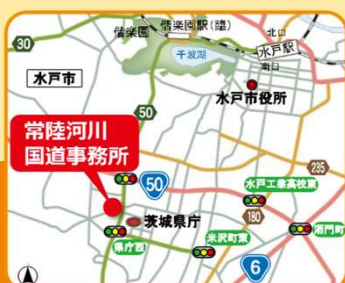 北口
偕楽園
偕楽園駅(臨)
水戸駅
30
千波湖
南口
水戸市
水戸市役所
50
常陸河川
国道事務所
235
50
水戸工業高校東
茨城県庁
180
酒門町
県庁西
米沢町東
6